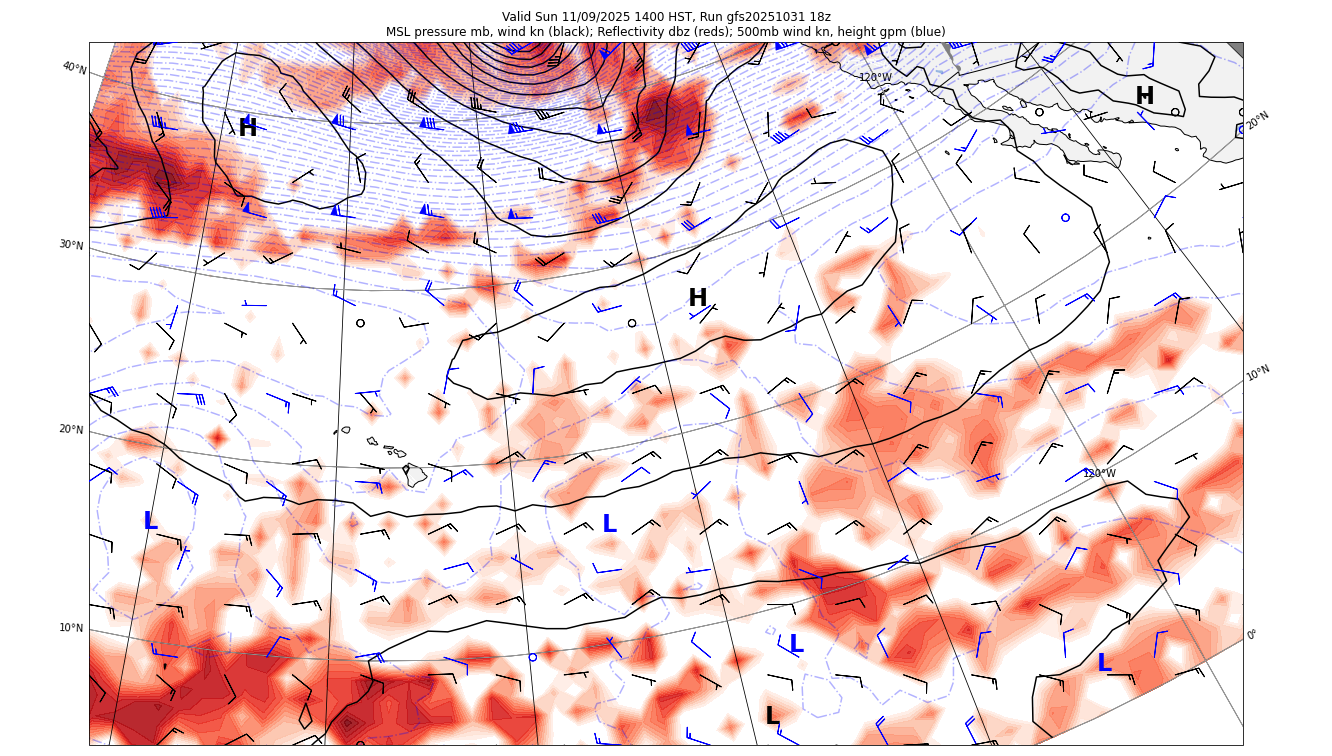 Valid Sun 11/09/2025 1400 HST, Run gfs20251031 18z
MSL pressure mb, wind kn (black); Reflectivity dbz (reds); 500mb wind kn, height gpm (blue)
40°N
120°W
H
H
20°N
30°N
H
10°N
20°N
120°W
L
L
10°N
0°
L
L
L